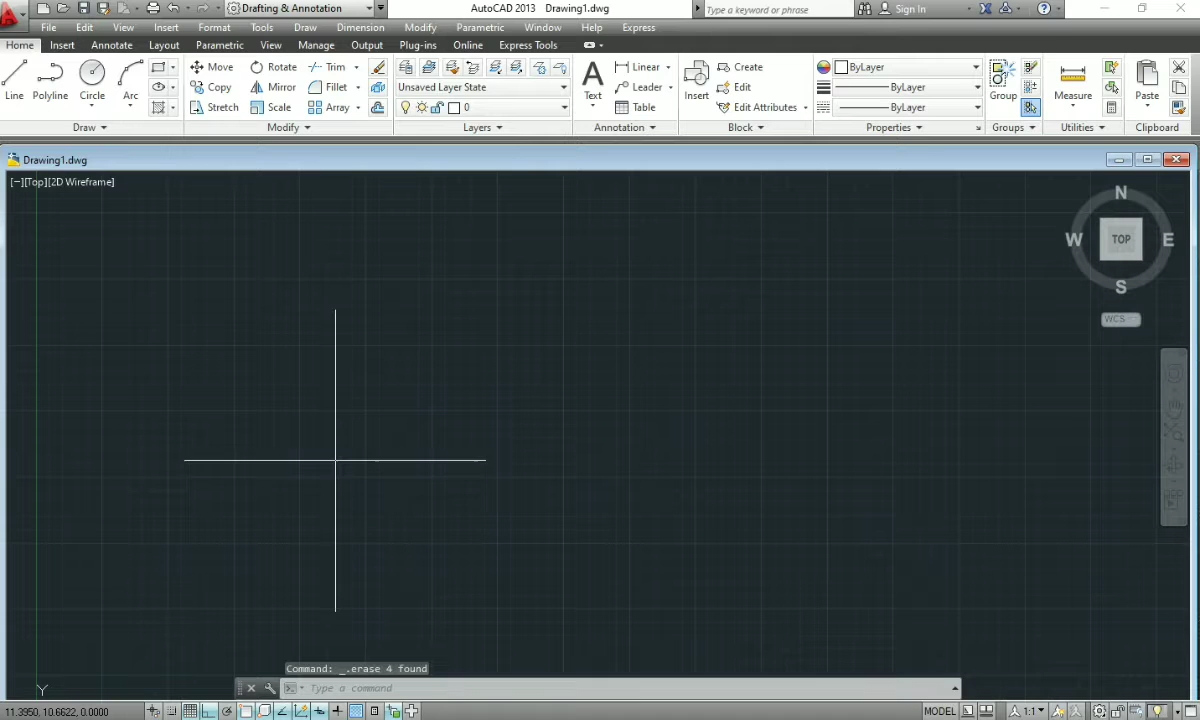 Drafting & Annotation AutoCAD 2013 Drawing1.dwg Type a keyword or phrase Sign In
File Edit View Insert Format Tools Draw Dimension Modify Parametric Window Help Express
Home Insert Annotate Layout Parametric View Manage Output Plug-ins Online Express Tools
Move Rotate Trim Linear Create ByLayer
Copy Mirror Fillet Unsaved Layer State Leader Edit ByLayer
Line Polyline Circle Arc Text Insert Group Measure Paste
Stretch Scale Array 0 Table Edit Attributes ByLayer
Draw Modify Layers Annotation Block Properties Groups Utilities Clipboard
Drawing1.dwg
[−][Top][2D Wireframe]
N
W TOP E
S
WCS
Command: _.erase 4 found
Type a command
Y
11.3950, 10.6622, 0.0000 MODEL 1:1